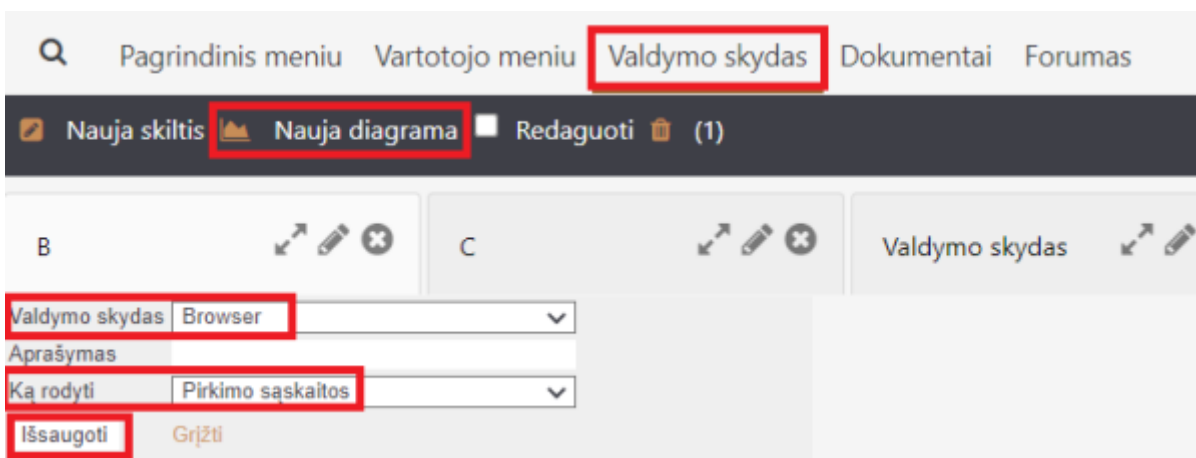 Pagrindinis meniu Vartotojo meniu Valdymo skydas Dokumentai Forumas
Nauja skiltis Nauja diagrama Redaguoti (1)
B C Valdymo skydas
Valdymo skydas Browser
Aprašymas
Ką rodyti Pirkimo sąskaitos
Išsaugoti Grįžti